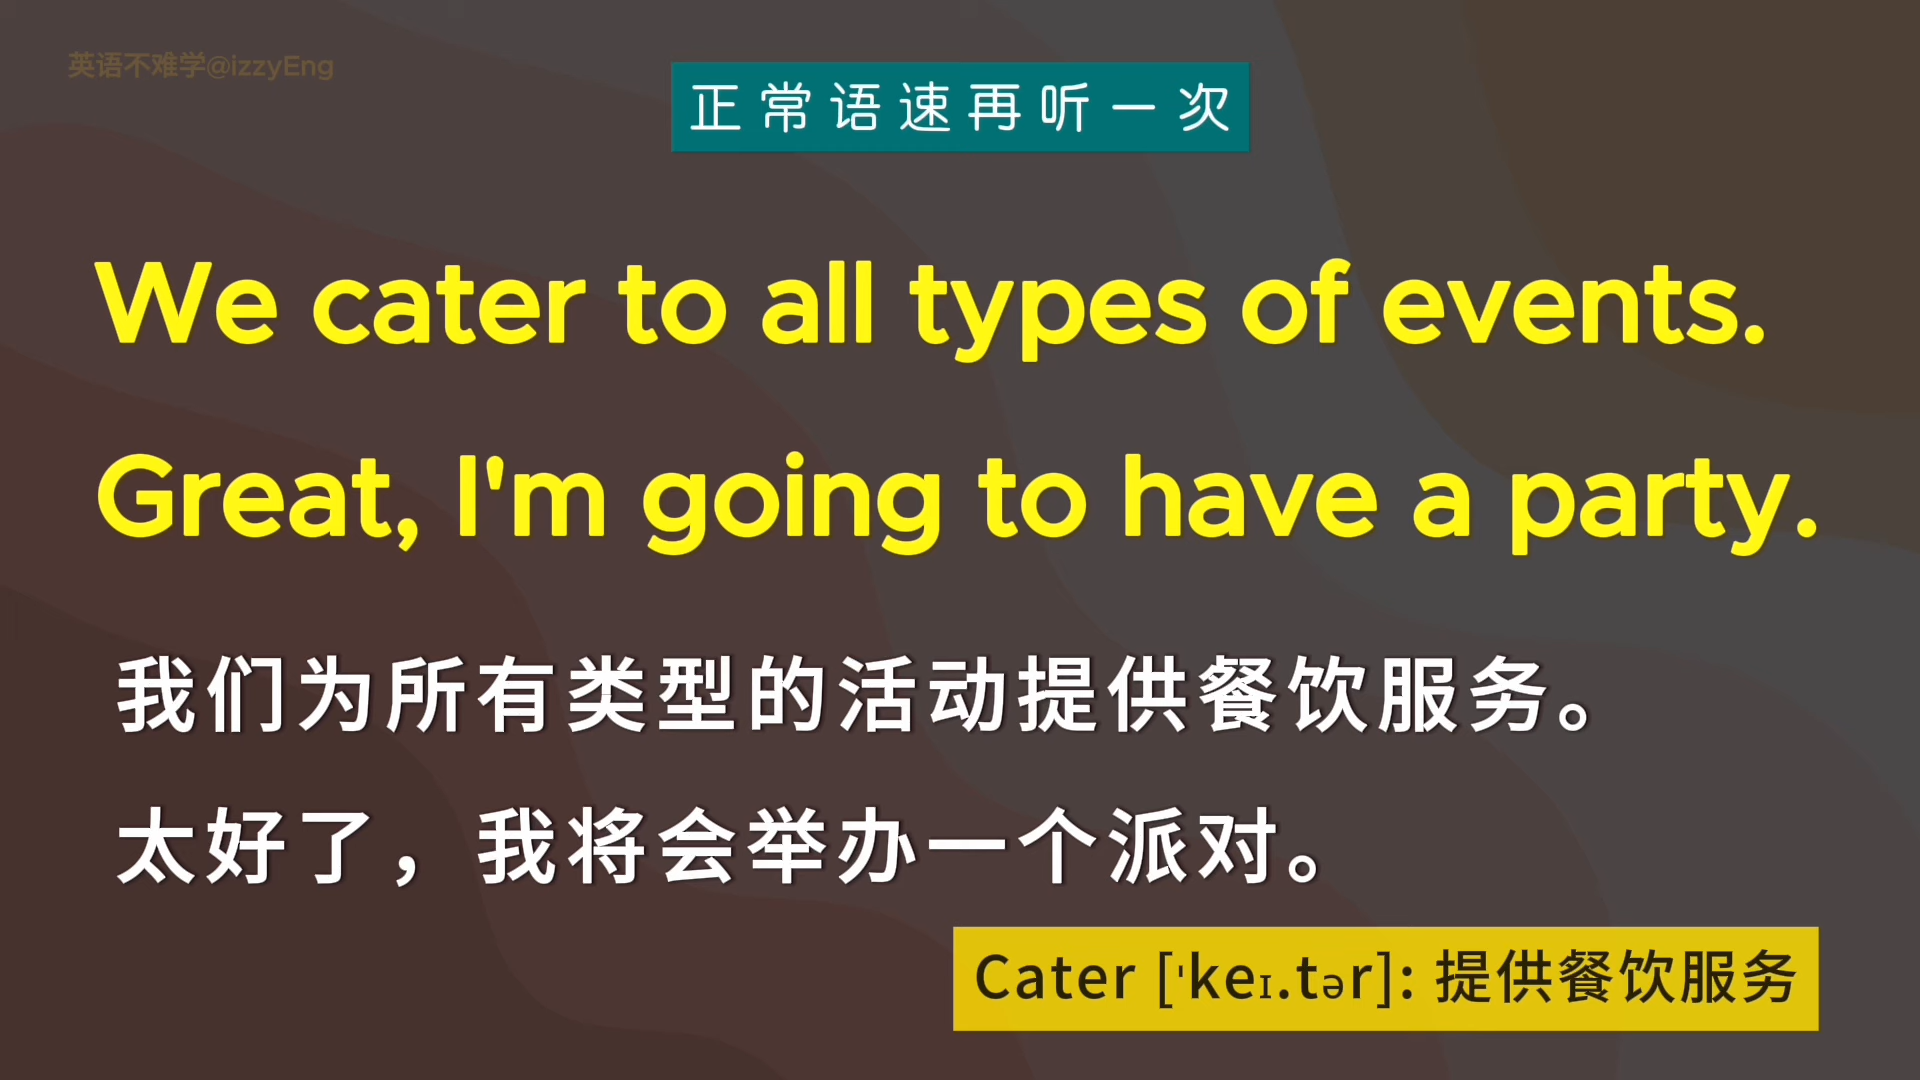 英语不难学@izzyEng
正常语速再听一次
We cater to all types of events.
Great, I'm going to have a party.
我们为所有类型的活动提供餐饮服务。
太好了，我将会举办一个派对。
Cater [ˈkeɪ.tər]: 提供餐饮服务